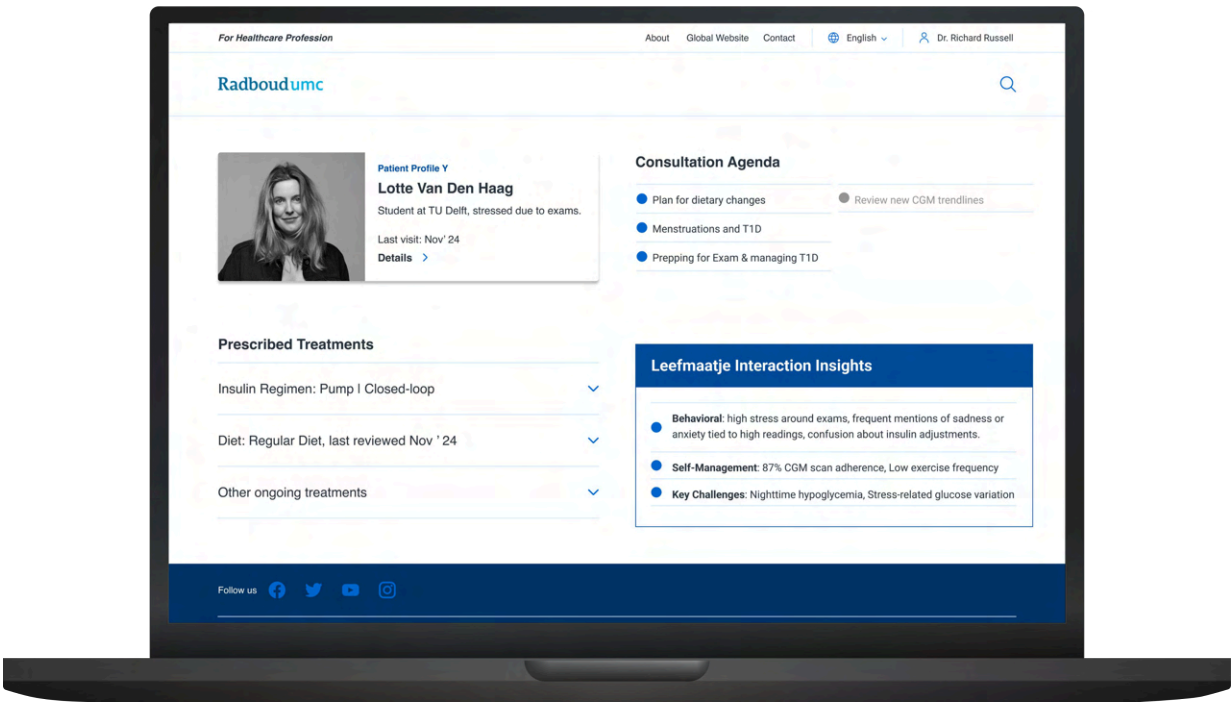 For Healthcare Profession
About Global Website Contact English Dr. Richard Russell
Radboudumc
Patient Profile Y
Lotte Van Den Haag
Student at TU Delft, stressed due to exams.
Last visit: Nov' 24
Details
Consultation Agenda
Plan for dietary changes
Menstruations and T1D
Prepping for Exam & managing T1D
Review new CGM trendlines
Prescribed Treatments
Insulin Regimen: Pump | Closed-loop
Diet: Regular Diet, last reviewed Nov ' 24
Other ongoing treatments
Leefmaatje Interaction Insights
Behavioral: high stress around exams, frequent mentions of sadness or
anxiety tied to high readings, confusion about insulin adjustments.
Self-Management: 87% CGM scan adherence, Low exercise frequency
Key Challenges: Nighttime hypoglycemia, Stress-related glucose variation
Follow us